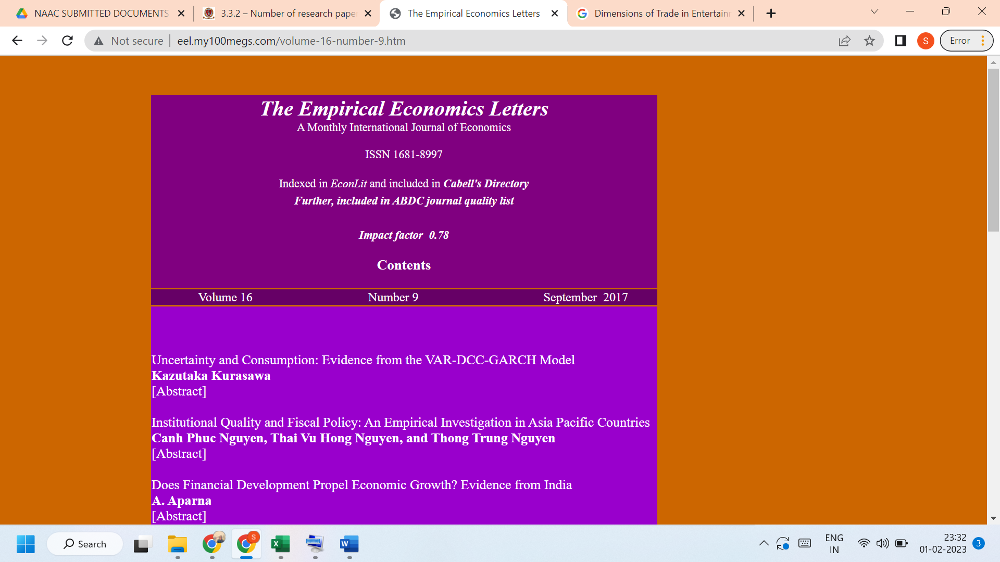 NAAC SUBMITTED DOCUMENTS
3.3.2 – Number of research paper
The Empirical Economics Letters
Dimensions of Trade in Entertainm
Not secure
eel.my100megs.com/volume-16-number-9.htm
S
Error
The Empirical Economics Letters
A Monthly International Journal of Economics
ISSN 1681-8997
Indexed in EconLit and included in Cabell's Directory
Further, included in ABDC journal quality list
Impact factor 0.78
Contents
Volume 16 Number 9 September 2017
Uncertainty and Consumption: Evidence from the VAR-DCC-GARCH Model
Kazutaka Kurasawa
[Abstract]
Institutional Quality and Fiscal Policy: An Empirical Investigation in Asia Pacific Countries
Canh Phuc Nguyen, Thai Vu Hong Nguyen, and Thong Trung Nguyen
[Abstract]
Does Financial Development Propel Economic Growth? Evidence from India
A. Aparna
[Abstract]
Search
S
ENG
IN
23:32
01-02-2023
3